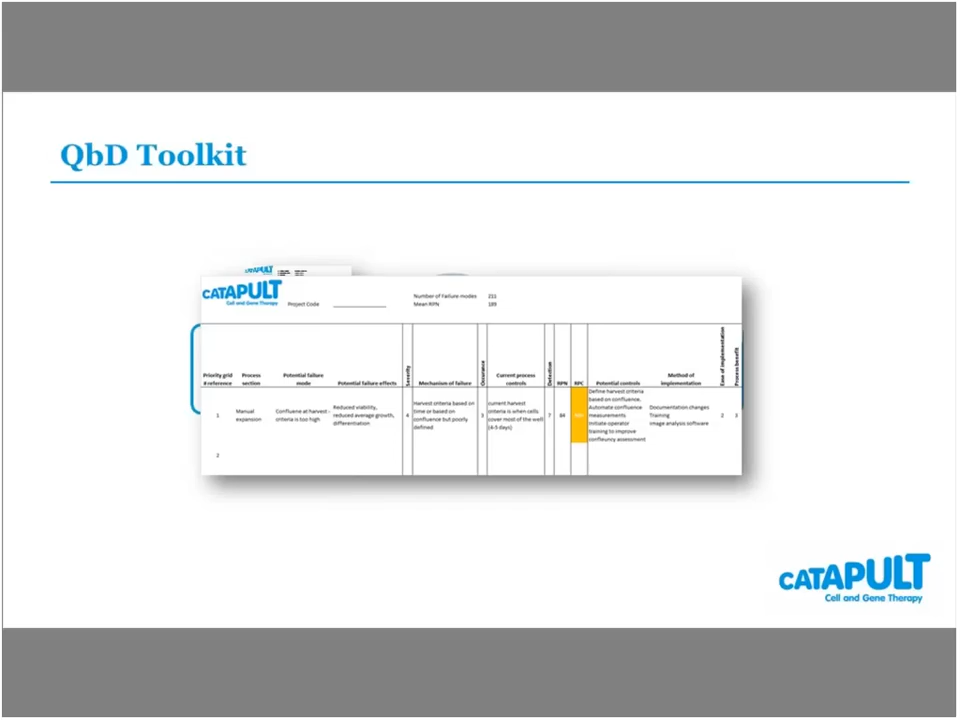 QbD Toolkit
CATAPULT
CATAPULT
Cell and Gene Therapy
Project Code
Number of Failure modes 211
Mean RPN 189
Priority grid
# reference
Process
section
Potential failure
mode
Potential failure effects
Severity
Mechanism of failure
Occurance
Current process
controls
Detection
RPN
RPC
Potential controls
Method of
implementation
Ease of implementation
Process benefit
1
Manual
expansion
Confluene at harvest -
criteria is too high
Reduced viability,
reduced average growth,
differentiation
4
Harvest criteria based on
time or based on
confluence but poorly
defined
3
current harvest
criteria is when cells
cover most of the well
(4-5 days)
7
84
Define harvest criteria
based on confluence.
Automate confluence
measurements
Initiate operator
training to improve
confleuncy assessment
Documentation changes
Training
image analysis software
2
3
2
CATAPULT
Cell and Gene Therapy